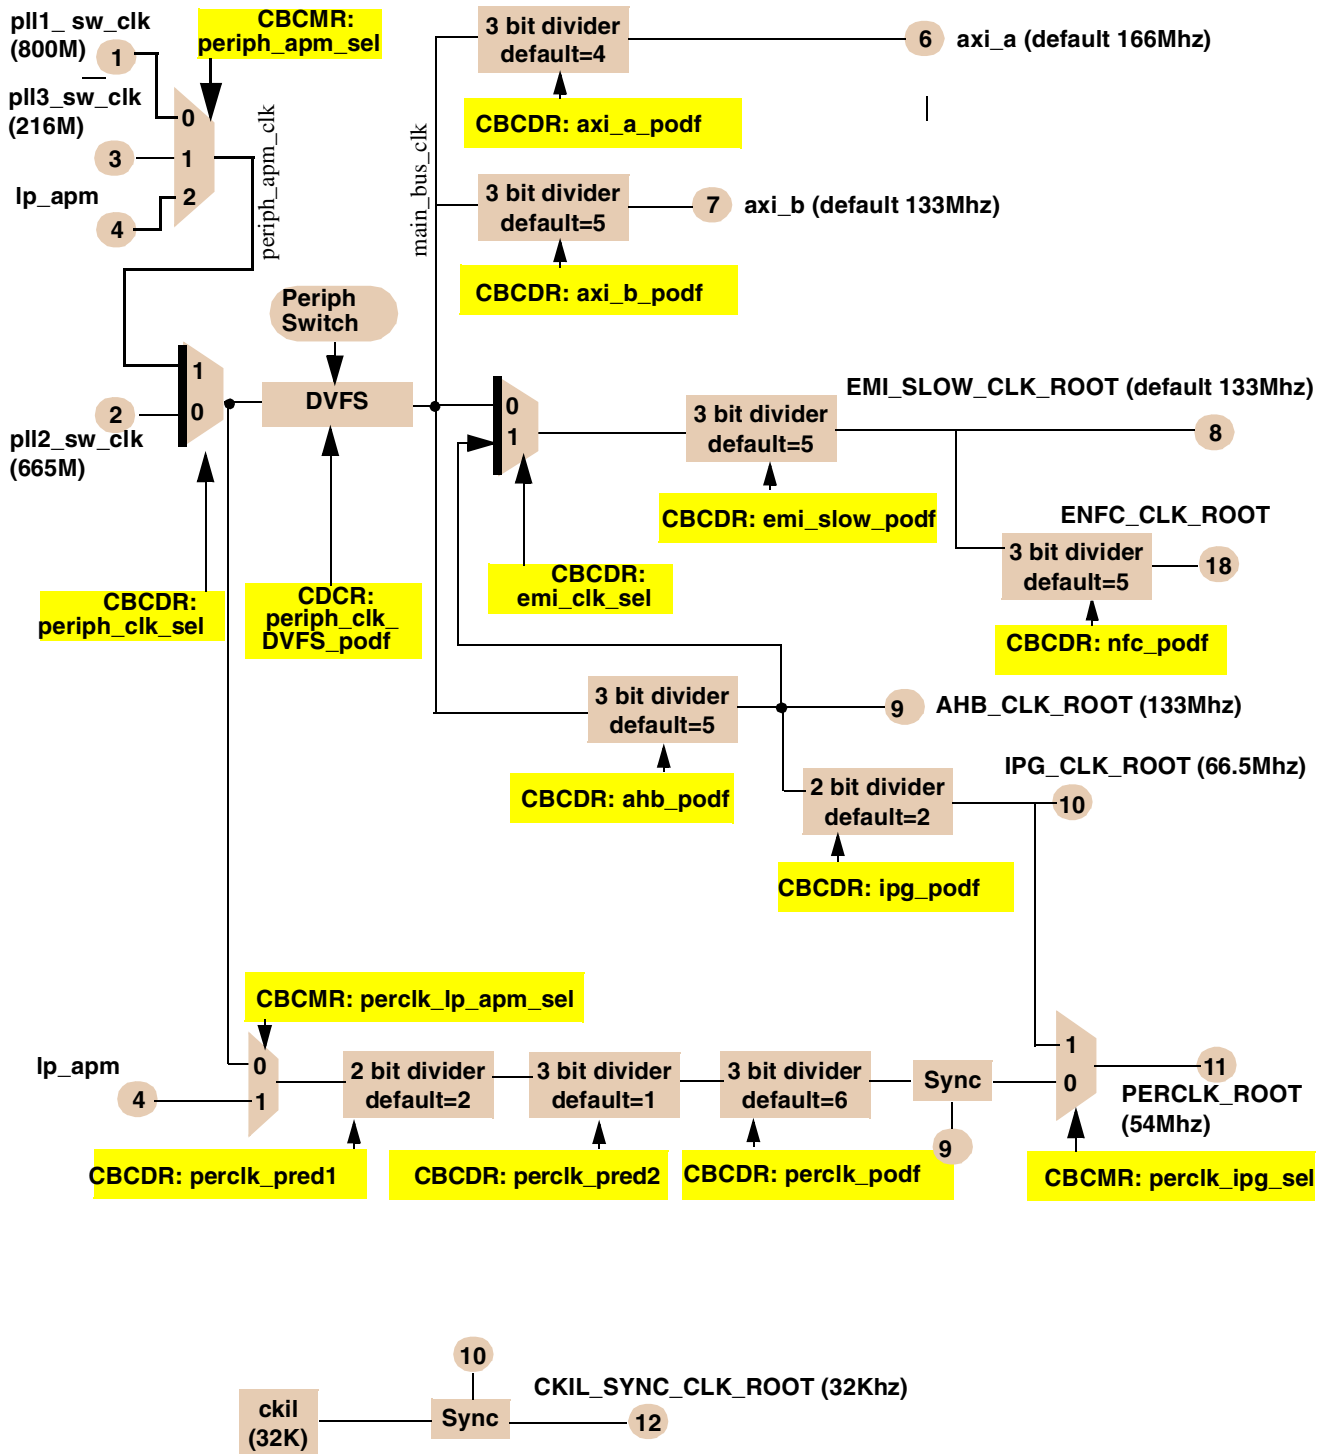 pll1_ sw_clk
(800M)
1
CBCMR:
periph_apm_sel
3 bit divider
default=4
6
axi_a (default 166Mhz)
pll3_sw_clk
(216M)
0
3
1
lp_apm
2
4
periph_apm_clk
main_bus_clk
CBCDR: axi_a_podf
3 bit divider
default=5
7
axi_b (default 133Mhz)
CBCDR: axi_b_podf
Periph
Switch
1
0
2
pll2_sw_clk
(665M)
DVFS
0
1
3 bit divider
default=5
EMI_SLOW_CLK_ROOT (default 133Mhz)
8
CBCDR: emi_slow_podf
ENFC_CLK_ROOT
3 bit divider
default=5
18
CBCDR:
periph_clk_sel
CDCR:
periph_clk_
DVFS_podf
CBCDR:
emi_clk_sel
CBCDR: nfc_podf
3 bit divider
default=5
9
AHB_CLK_ROOT (133Mhz)
CBCDR: ahb_podf
IPG_CLK_ROOT (66.5Mhz)
2 bit divider
default=2
10
CBCDR: ipg_podf
CBCMR: perclk_lp_apm_sel
lp_apm
4
0
1
2 bit divider
default=2
3 bit divider
default=1
3 bit divider
default=6
Sync
9
1
0
11
PERCLK_ROOT
(54Mhz)
CBCDR: perclk_pred1
CBCDR: perclk_pred2
CBCDR: perclk_podf
CBCMR: perclk_ipg_sel
10
CKIL_SYNC_CLK_ROOT (32Khz)
ckil
(32K)
Sync
12